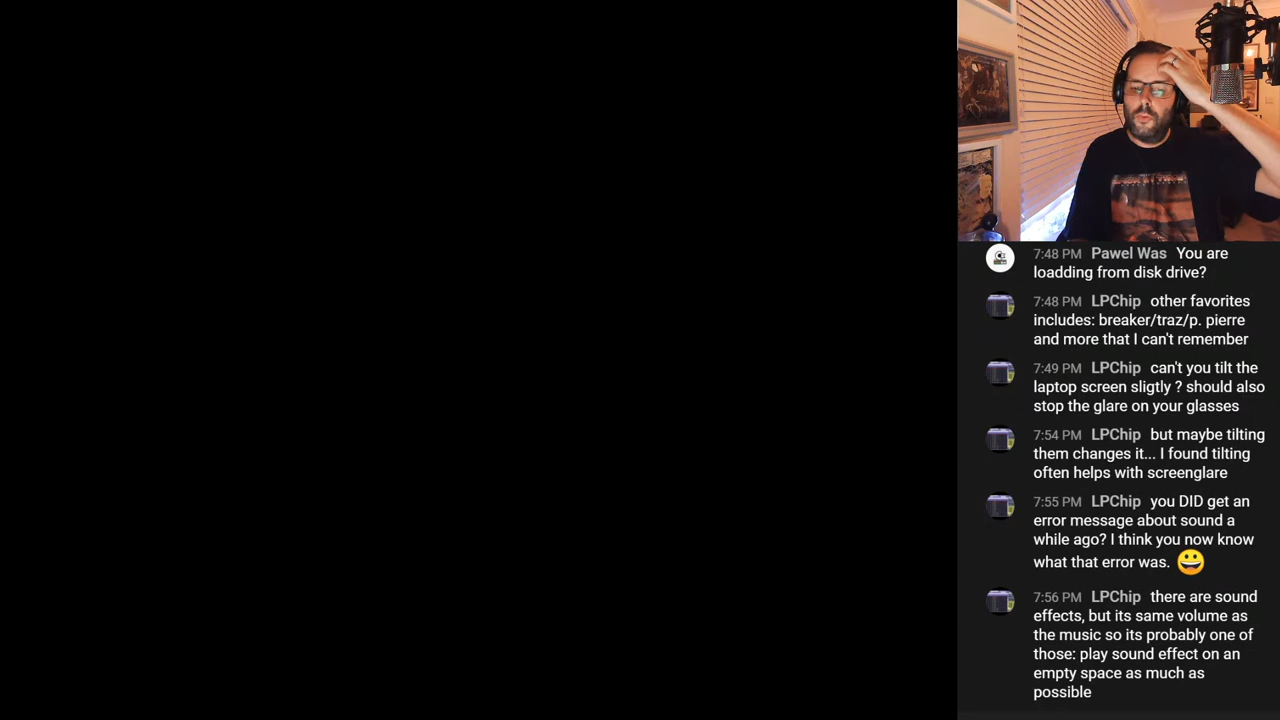 7:48 PM Pawel Was You are
loadding from disk drive?
7:48 PM LPChip other favorites
includes: breaker/traz/p. pierre
and more that I can't remember
7:49 PM LPChip can't you tilt the
laptop screen sligtly ? should also
stop the glare on your glasses
7:54 PM LPChip but maybe tilting
them changes it... I found tilting
often helps with screenglare
7:55 PM LPChip you DID get an
error message about sound a
while ago? I think you now know
what that error was. 😀
7:56 PM LPChip there are sound
effects, but its same volume as
the music so its probably one of
those: play sound effect on an
empty space as much as
possible